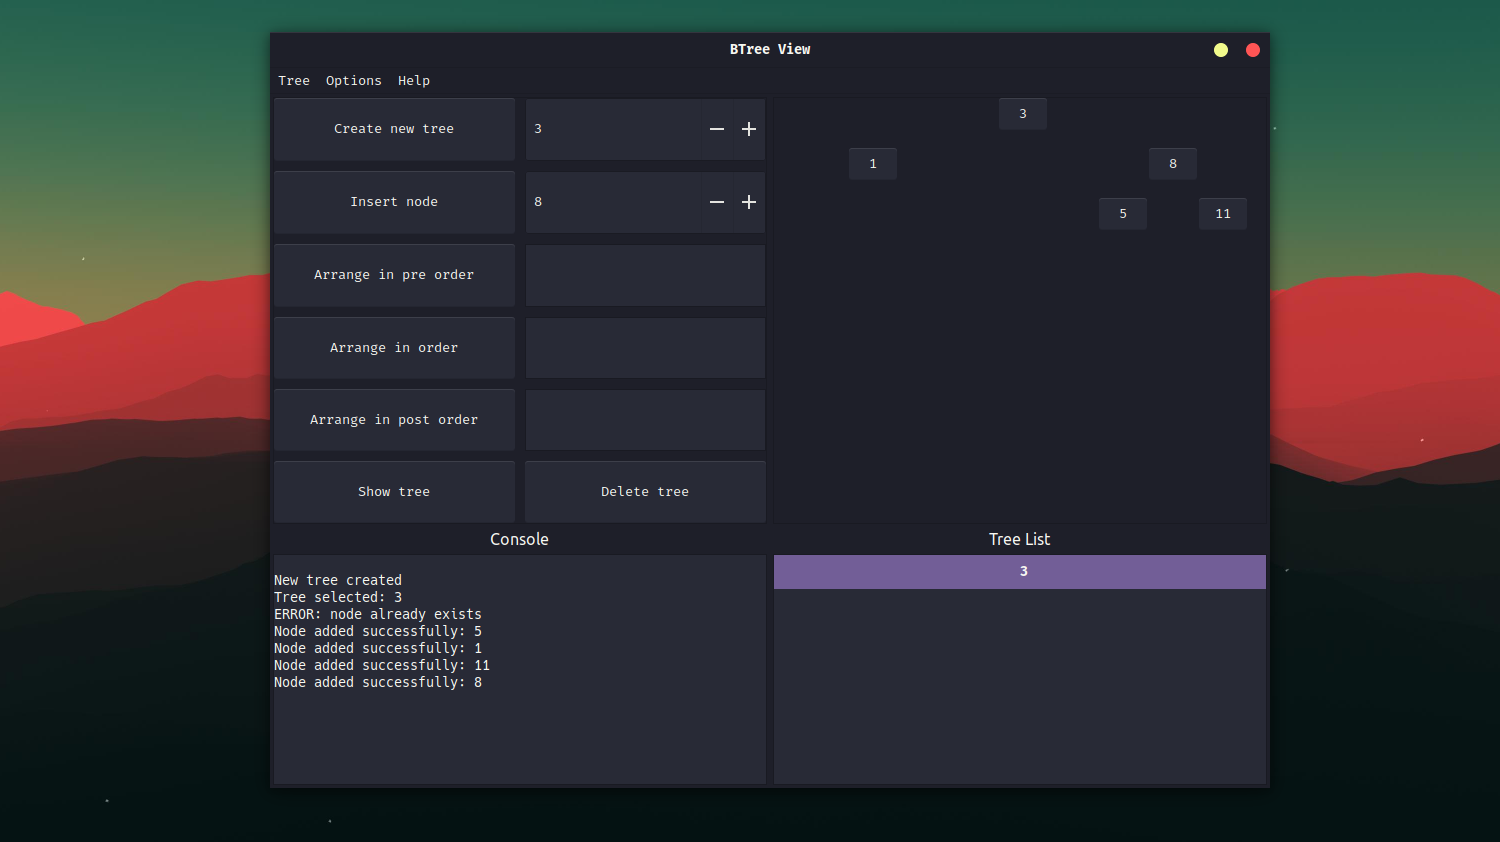 BTree View
Tree Options Help
Create new tree
3
Insert node
8
Arrange in pre order
Arrange in order
Arrange in post order
Show tree
Delete tree
3
1
8
5
11
Console
New tree created
Tree selected: 3
ERROR: node already exists
Node added successfully: 5
Node added successfully: 1
Node added successfully: 11
Node added successfully: 8
Tree List
3